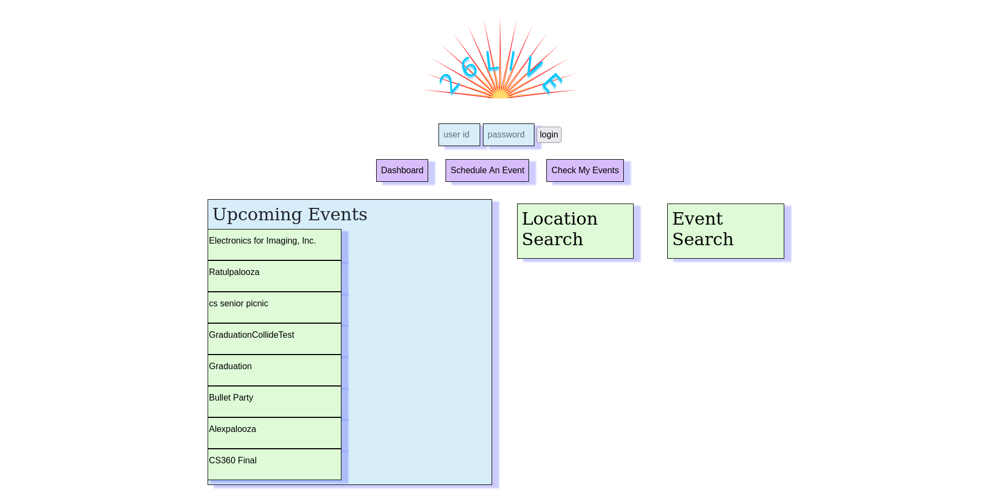 26LIVE
user id
password
login
Dashboard
Schedule An Event
Check My Events
Upcoming Events
Electronics for Imaging, Inc.
Ratulpalooza
cs senior picnic
GraduationCollideTest
Graduation
Bullet Party
Alexpalooza
CS360 Final
Location
Search
Event
Search